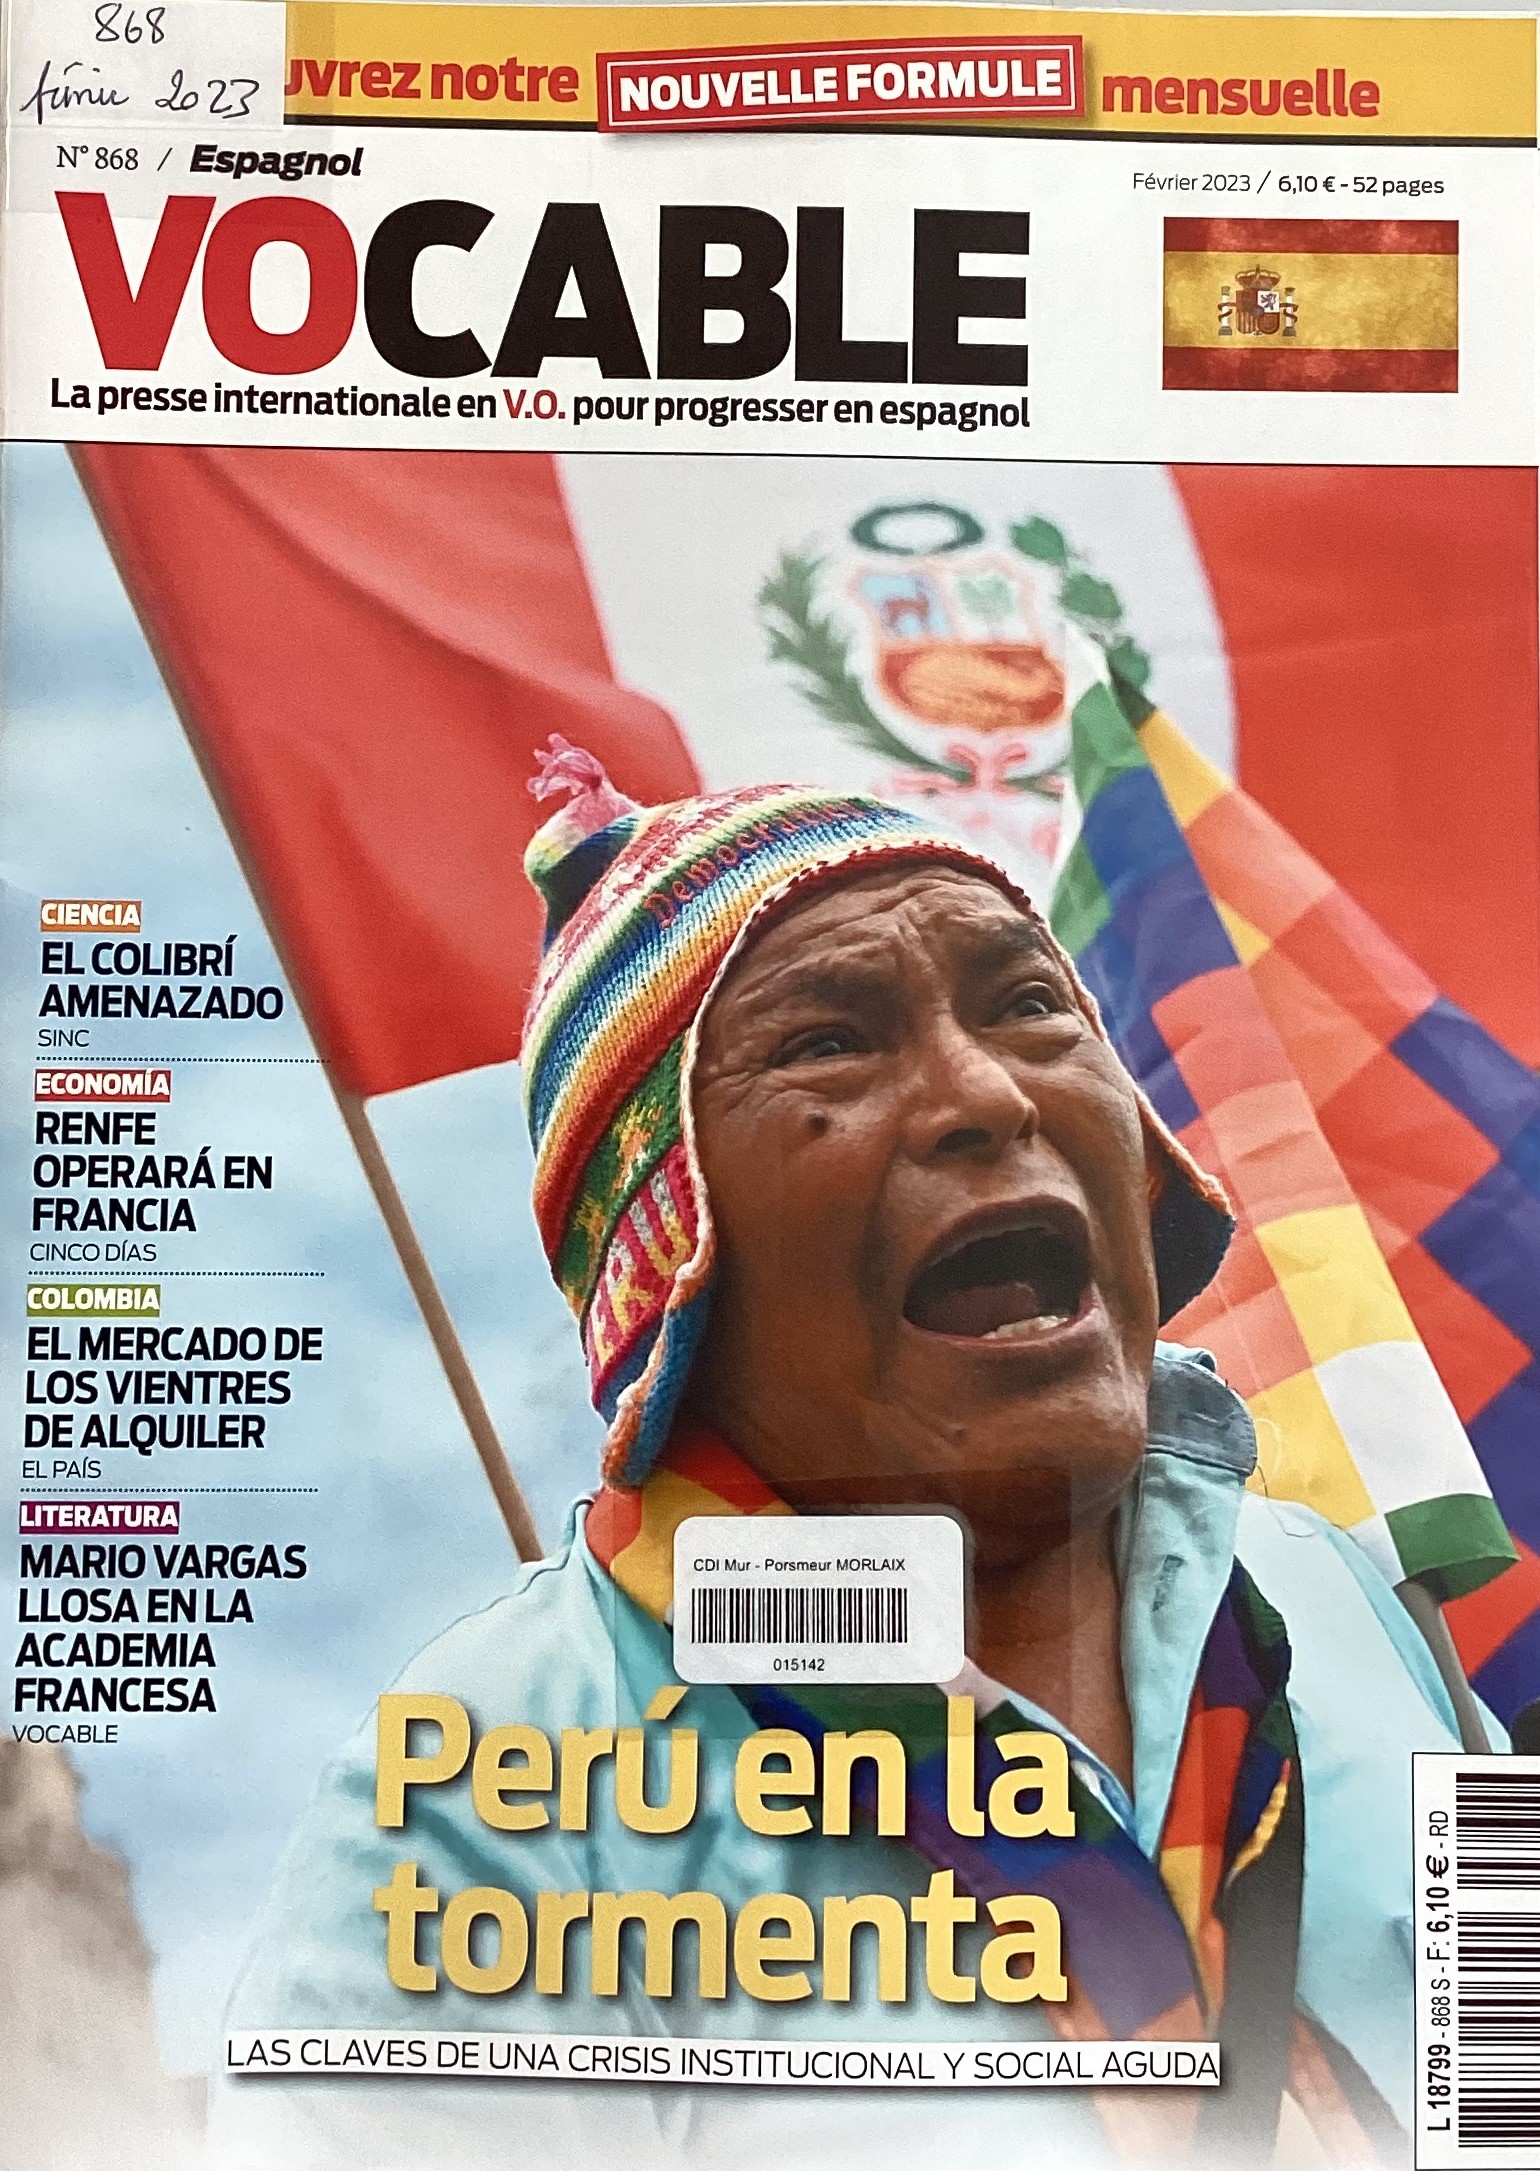 868
février 2023
uvrez notre NOUVELLE FORMULE mensuelle
N° 868 / Espagnol
Février 2023 / 6,10 € - 52 pages
VOCABLE
La presse internationale en V.O. pour progresser en espagnol
CIENCIA
EL COLIBRÍ
AMENAZADO
SINC
ECONOMÍA
RENFE
OPERARÁ EN
FRANCIA
CINCO DÍAS
COLOMBIA
EL MERCADO DE
LOS VIENTRES
DE ALQUILER
EL PAÍS
LITERATURA
MARIO VARGAS
LLOSA EN LA
ACADEMIA
FRANCESA
VOCABLE
CDI Mur - Porsmeur MORLAIX
015142
Perú en la
tormenta
LAS CLAVES DE UNA CRISIS INSTITUCIONAL Y SOCIAL AGUDA
L 18799 - 868 S - F: 6,10 € - RD